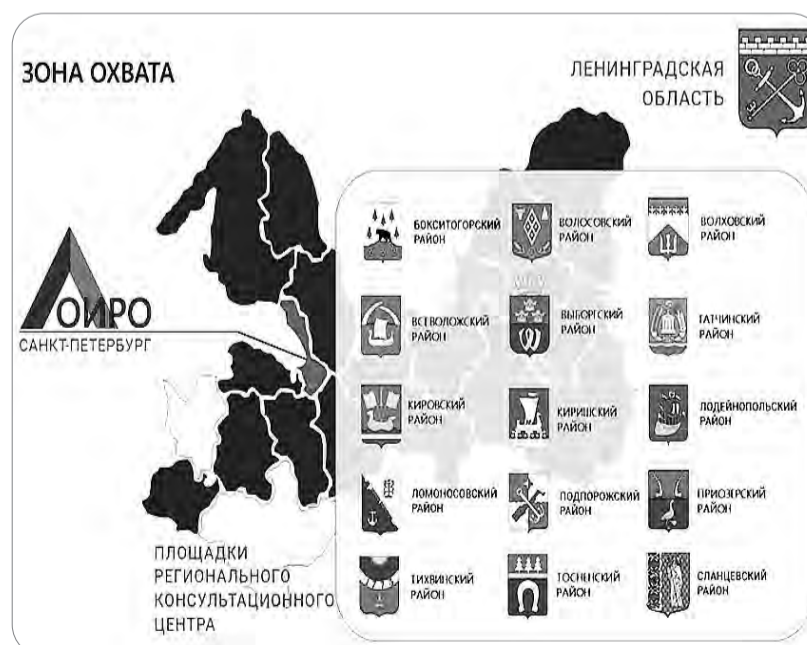 ЗОНА ОХВАТА
ЛЕНИНГРАДСКАЯ
ОБЛАСТЬ
ЛОИРО
САНКТ-ПЕТЕРБУРГ
БОКСИТОГОРСКИЙ
РАЙОН
ВОЛОСОВСКИЙ
РАЙОН
ВОЛХОВСКИЙ
РАЙОН
ВСЕВОЛОЖСКИЙ
РАЙОН
ВЫБОРГСКИЙ
РАЙОН
ГАТЧИНСКИЙ
РАЙОН
КИРОВСКИЙ
РАЙОН
КИРИШСКИЙ
РАЙОН
ЛОДЕЙНОПОЛЬСКИЙ
РАЙОН
ЛОМОНОСОВСКИЙ
РАЙОН
ПОДПОРОЖСКИЙ
РАЙОН
ПРИОЗЕРСКИЙ
РАЙОН
ТИХВИНСКИЙ
РАЙОН
ТОСНЕНСКИЙ
РАЙОН
СЛАНЦЕВСКИЙ
РАЙОН
ПЛОЩАДКИ
РЕГИОНАЛЬНОГО
КОНСУЛЬТАЦИОННОГО
ЦЕНТРА